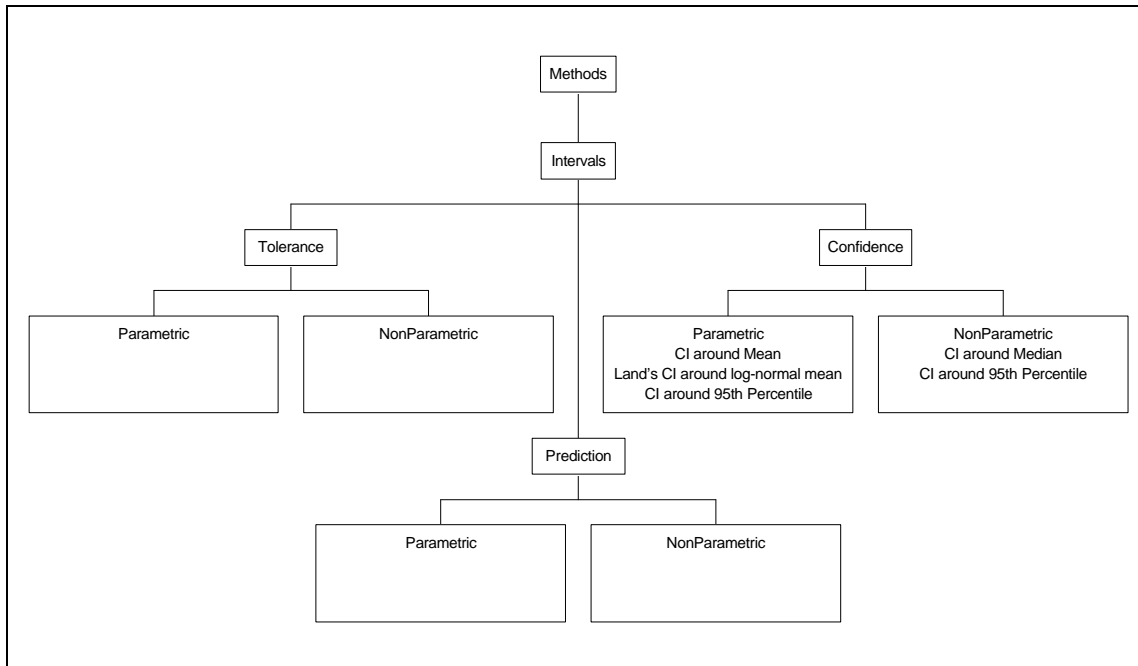 Methods
Intervals
Tolerance
Confidence
Parametric
NonParametric
Parametric
CI around Mean
Land's CI around log-normal mean
CI around 95th Percentile
NonParametric
CI around Median
CI around 95th Percentile
Prediction
Parametric
NonParametric